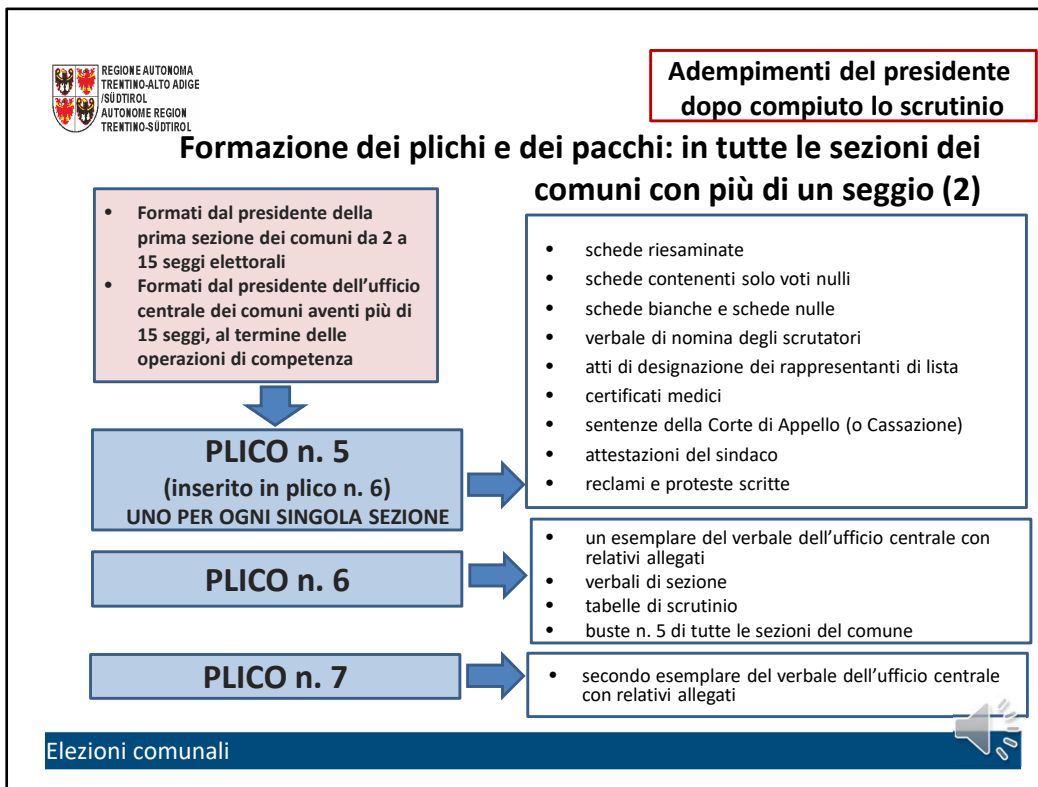 REGIONE AUTONOMA
TRENTINO-ALTO ADIGE
/SÜDTIROL
AUTONOME REGION
TRENTINO-SÜDTIROL
Adempimenti del presidente
dopo compiuto lo scrutinio
Formazione dei plichi e dei pacchi: in tutte le sezioni dei
comuni con più di un seggio (2)
• Formati dal presidente della
prima sezione dei comuni da 2 a
15 seggi elettorali
• Formati dal presidente dell'ufficio
centrale dei comuni aventi più di
15 seggi, al termine delle
operazioni di competenza
PLICO n. 5
(inserito in plico n. 6)
UNO PER OGNI SINGOLA SEZIONE
• schede riesaminate
• schede contenenti solo voti nulli
• schede bianche e schede nulle
• verbale di nomina degli scrutatori
• atti di designazione dei rappresentanti di lista
• certificati medici
• sentenze della Corte di Appello (o Cassazione)
• attestazioni del sindaco
• reclami e proteste scritte
PLICO n. 6
• un esemplare del verbale dell'ufficio centrale con
relativi allegati
• verbali di sezione
• tabelle di scrutinio
• buste n. 5 di tutte le sezioni del comune
PLICO n. 7
• secondo esemplare del verbale dell'ufficio centrale
con relativi allegati
Elezioni comunali